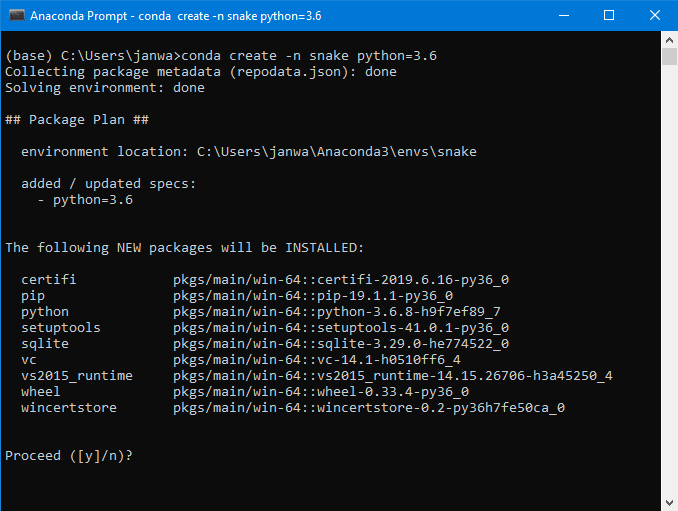 Anaconda Prompt - conda  create -n snake python=3.6
(base) C:\Users\janwa>conda create -n snake python=3.6
Collecting package metadata (repodata.json): done
Solving environment: done
## Package Plan ##
  environment location: C:\Users\janwa\Anaconda3\envs\snake
  added / updated specs:
    - python=3.6
The following NEW packages will be INSTALLED:
  certifi            pkgs/main/win-64::certifi-2019.6.16-py36_0
  pip                pkgs/main/win-64::pip-19.1.1-py36_0
  python             pkgs/main/win-64::python-3.6.8-h9f7ef89_7
  setuptools         pkgs/main/win-64::setuptools-41.0.1-py36_0
  sqlite             pkgs/main/win-64::sqlite-3.29.0-he774522_0
  vc                 pkgs/main/win-64::vc-14.1-h0510ff6_4
  vs2015_runtime     pkgs/main/win-64::vs2015_runtime-14.15.26706-h3a45250_4
  wheel              pkgs/main/win-64::wheel-0.33.4-py36_0
  wincertstore       pkgs/main/win-64::wincertstore-0.2-py36h7fe50ca_0
Proceed ([y]/n)?